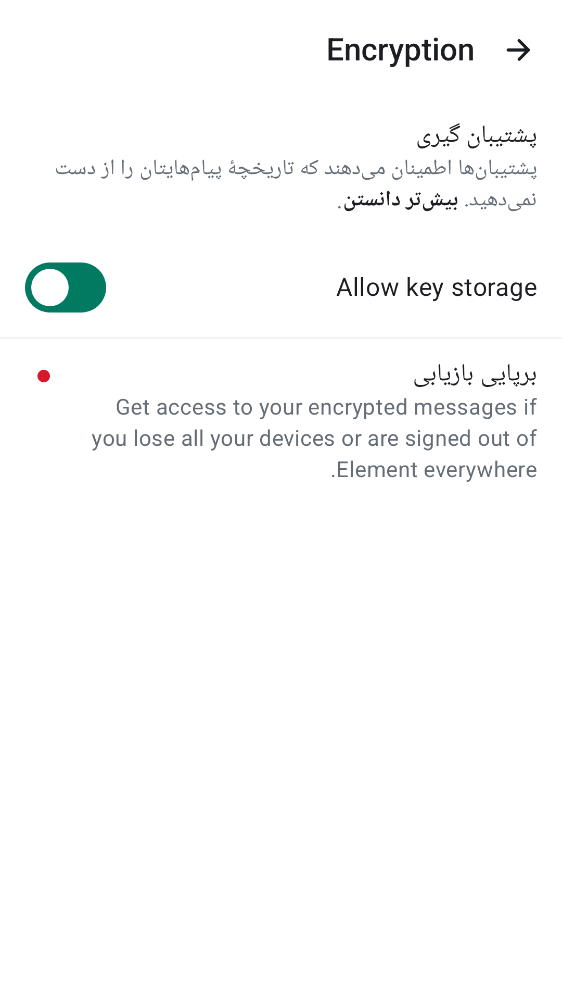 Encryption
پشتیبان گیری
پشتیبان‌ها اطمینان می‌دهند که تاریخچهٔ پیام‌هایتان را از دست
نمی‌دهید. بیش‌تر دانستن.
Allow key storage
برپایی بازیابی
Get access to your encrypted messages if
you lose all your devices or are signed out of
Element everywhere.